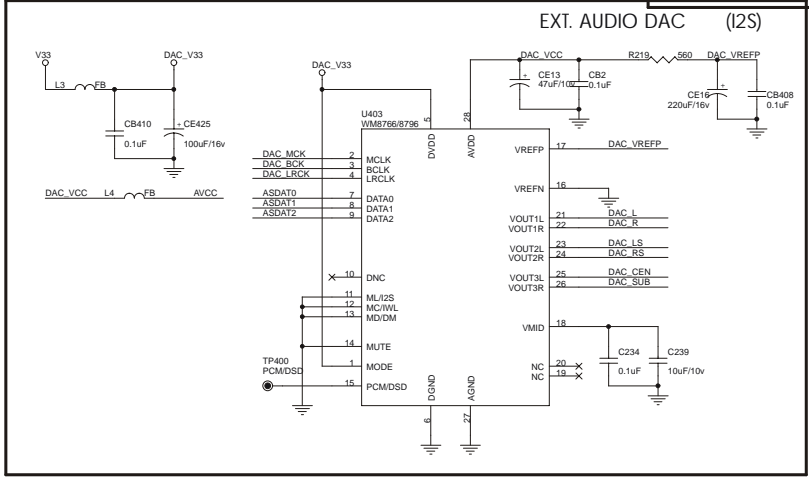 EXT. AUDIO DAC (I2S)
V33
DAC_V33
L3 FB
CB410
0.1uF
+ CE425
100uF/16v
DAC_VCC L4 FB AVCC
DAC_V33
U403
WM8766/8796
DAC_VCC
+ CE13
47uF/10v
CB2
0.1uF
R219 560 DAC_VREFP
+ CE16
220uF/16v
CB408
0.1uF
5 DVDD
28 AVDD
DAC_MCK 2 MCLK
DAC_BCK 3 BCLK
DAC_LRCK 4 LRCLK
ASDAT0 7 DATA0
ASDAT1 8 DATA1
ASDAT2 9 DATA2
10 DNC
11 ML/I2S
12 MC/IWL
13 MD/DM
14 MUTE
1 MODE
15 PCM/DSD
TP400
PCM/DSD
VREFP 17 DAC_VREFP
VREFN 16
VOUT1L 21 DAC_L
VOUT1R 22 DAC_R
VOUT2L 23 DAC_LS
VOUT2R 24 DAC_RS
VOUT3L 25 DAC_CEN
VOUT3R 26 DAC_SUB
VMID 18
C234
0.1uF
C239
10uF/10v
NC 20
NC 19
DGND 6
AGND 27